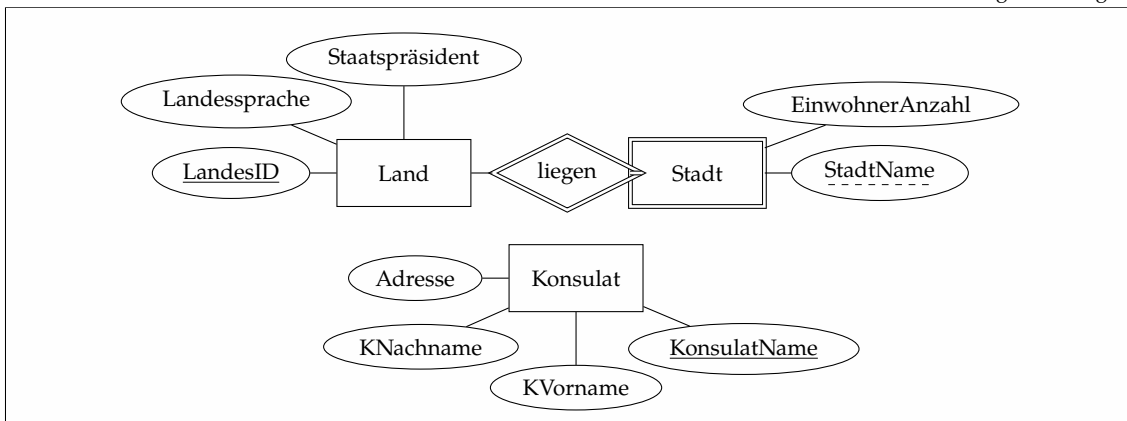 Staatspräsident
Landessprache
EinwohnerAnzahl
LandesID
Land
liegen
Stadt
StadtName
Adresse
Konsulat
KNachname
KonsulatName
KVorname